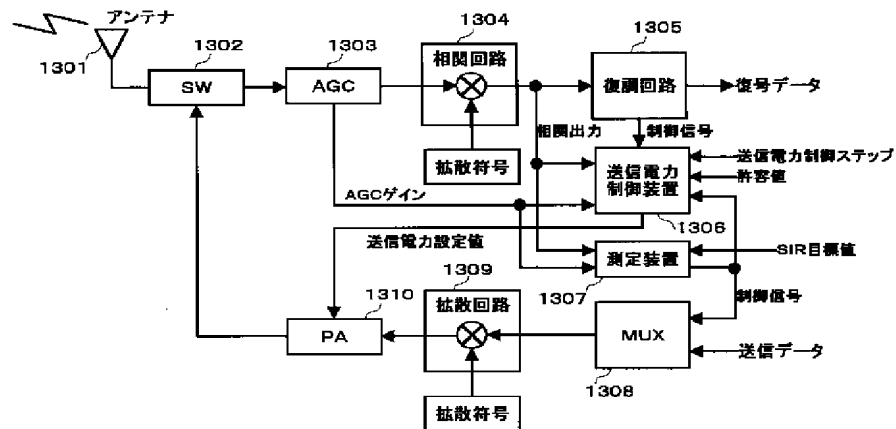 アンテナ
1301
1302
SW
1303
AGC
1304
相関回路
拡散符号
1305
復調回路
復号データ
相関出力
制御信号
送信電力
制御装置
1306
送信電力制御ステップ
許容値
AGCゲイン
送信電力設定値
測定装置
1307
SIR目標値
制御信号
1309
拡散回路
拡散符号
1310
PA
MUX
1308
送信データ